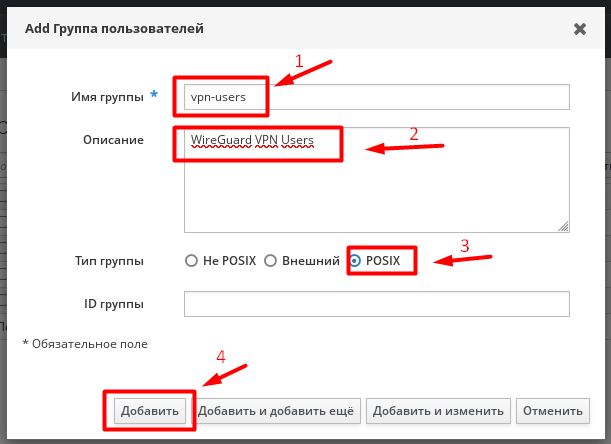 Add Группа пользователей ✖
1
Имя группы * vpn-users
Описание WireGuard VPN Users
2
3
Тип группы Не POSIX Внешний POSIX
ID группы
* Обязательное поле
4
Добавить Добавить и добавить ещё Добавить и изменить Отменить